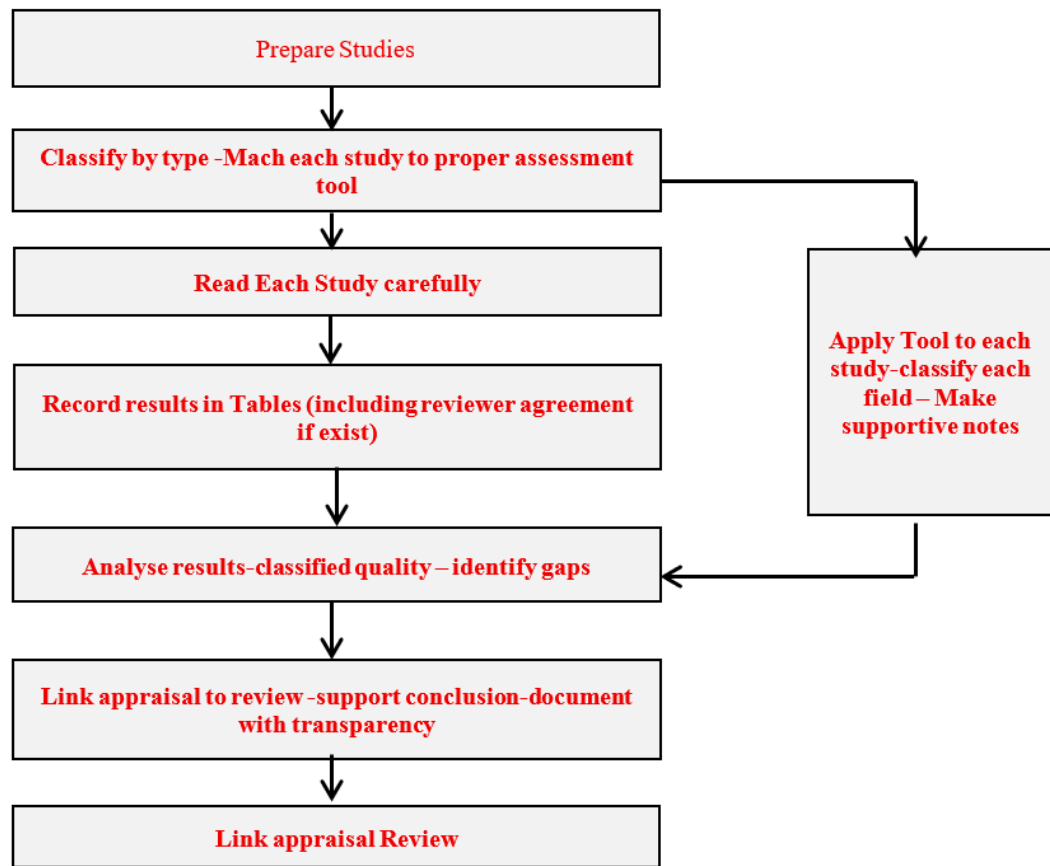 Prepare Studies
Classify by type -Mach each study to proper assessment
tool
Read Each Study carefully
Apply Tool to each
study-classify each
field – Make
supportive notes
Record results in Tables (including reviewer agreement
if exist)
Analyse results-classified quality – identify gaps
Link appraisal to review -support conclusion-document
with transparency
Link appraisal Review